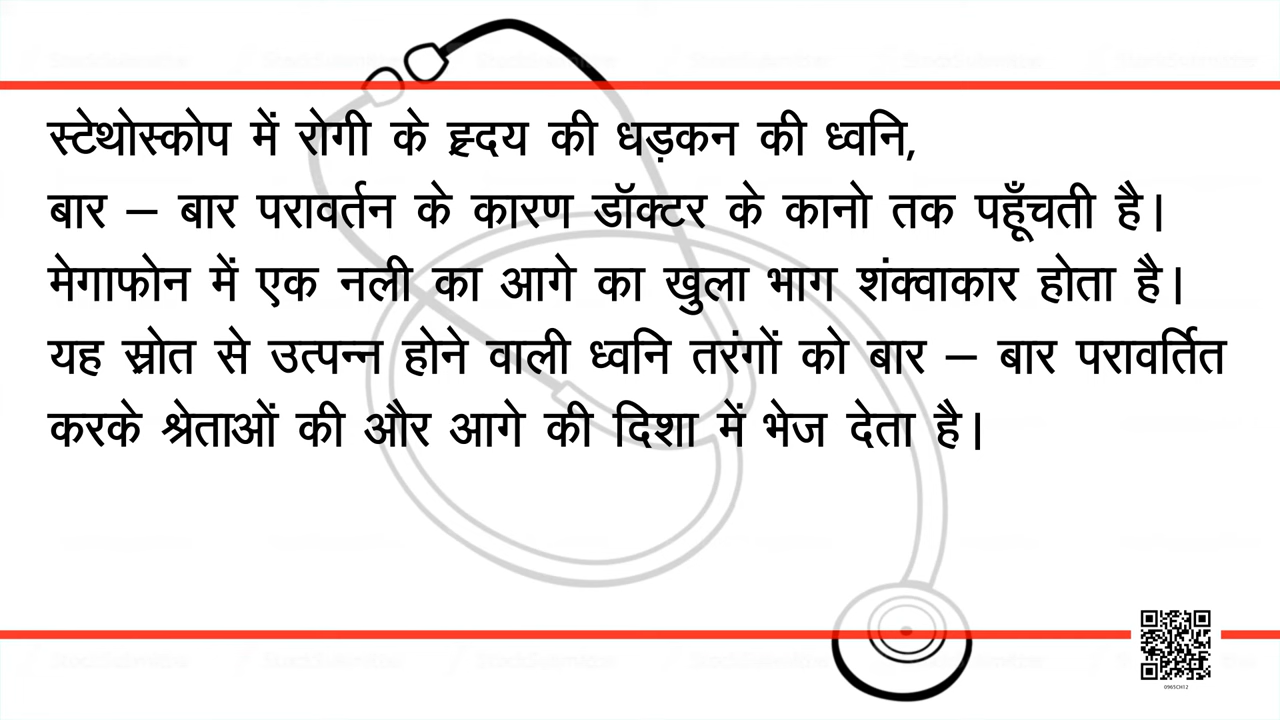 स्टेथोस्कोप में रोगी के हृदय की धड़कन की ध्वनि,
बार – बार परावर्तन के कारण डॉक्टर के कानो तक पहुँचती है।
मेगाफोन में एक नली का आगे का खुला भाग शंक्वाकार होता है।
यह स्रोत से उत्पन्न होने वाली ध्वनि तरंगों को बार – बार परावर्तित
करके श्रेताओं की और आगे की दिशा में भेज देता है।
0965CH12